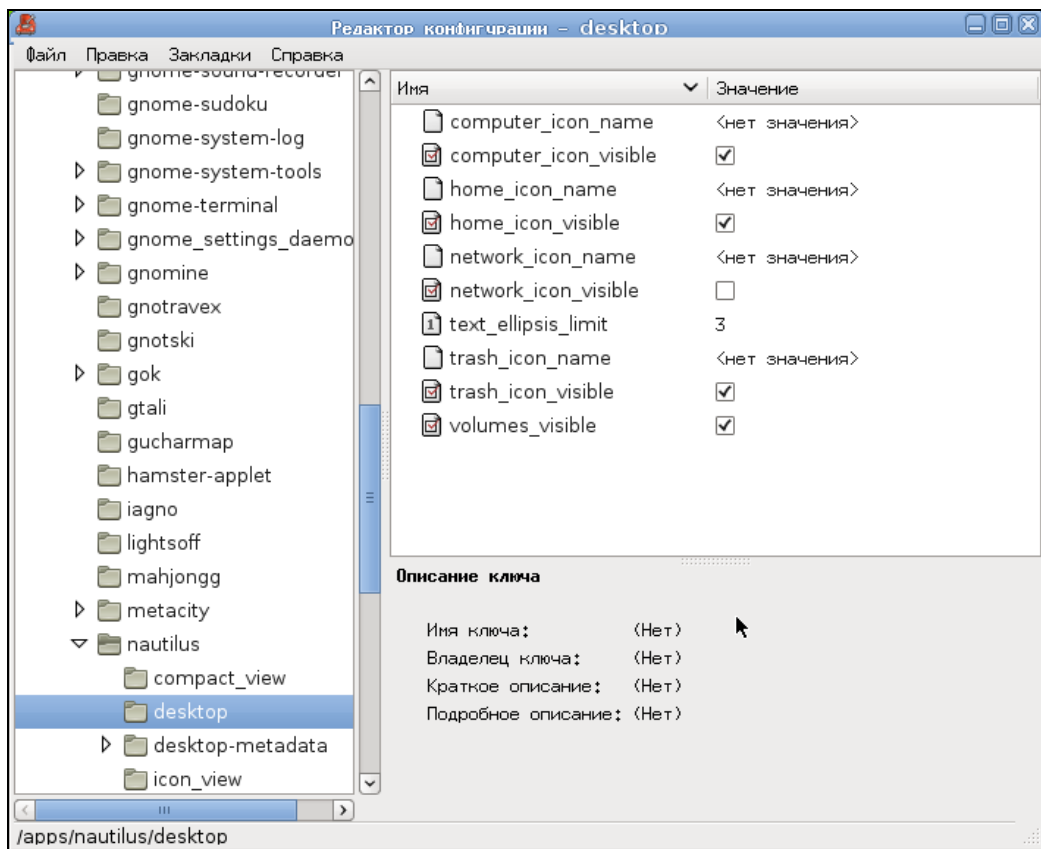 Редактор конфигурации – desktop
Файл Правка Закладки Справка
gnome-sound-recorder
gnome-sudoku
gnome-system-log
gnome-system-tools
gnome-terminal
gnome_settings_daemo
gnomine
gnotravex
gnotski
gok
gtali
gucharmap
hamster-applet
iagno
lightsoff
mahjongg
metacity
nautilus
compact_view
desktop
desktop-metadata
icon_view
Имя Значение
computer_icon_name <нет значения>
computer_icon_visible
home_icon_name <нет значения>
home_icon_visible
network_icon_name <нет значения>
network_icon_visible
text_ellipsis_limit 3
trash_icon_name <нет значения>
trash_icon_visible
volumes_visible
Описание ключа
Имя ключа: (Нет)
Владелец ключа: (Нет)
Краткое описание: (Нет)
Подробное описание: (Нет)
/apps/nautilus/desktop